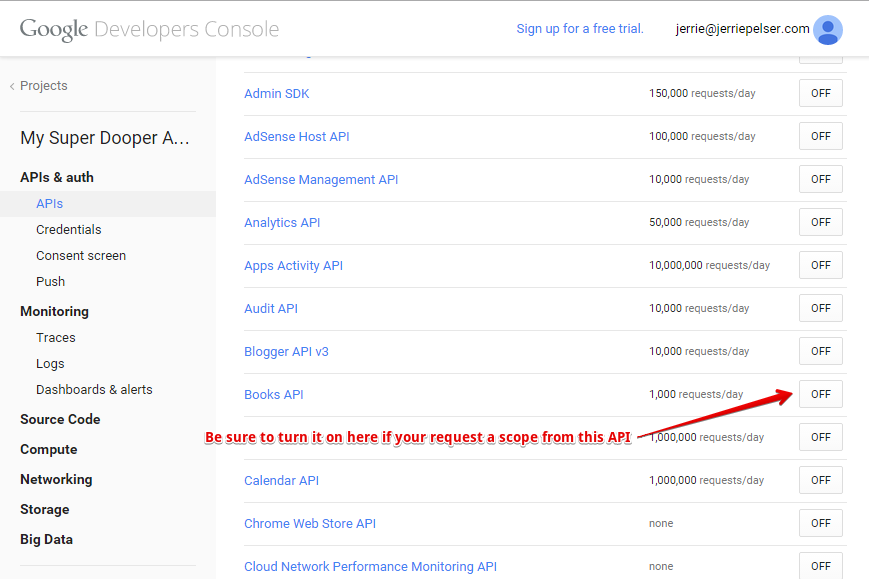 Google Developers Console
Sign up for a free trial.
jerrie@jerriepelser.com
Projects
My Super Dooper A...
APIs & auth
APIs
Credentials
Consent screen
Push
Monitoring
Traces
Logs
Dashboards & alerts
Source Code
Compute
Networking
Storage
Big Data
Admin SDK 150,000 requests/day OFF
AdSense Host API 100,000 requests/day OFF
AdSense Management API 10,000 requests/day OFF
Analytics API 50,000 requests/day OFF
Apps Activity API 10,000,000 requests/day OFF
Audit API 10,000 requests/day OFF
Blogger API v3 10,000 requests/day OFF
Books API 1,000 requests/day OFF
Be sure to turn it on here if your request a scope from this API
1,000,000 requests/day OFF
Calendar API 1,000,000 requests/day OFF
Chrome Web Store API none OFF
Cloud Network Performance Monitoring API none OFF